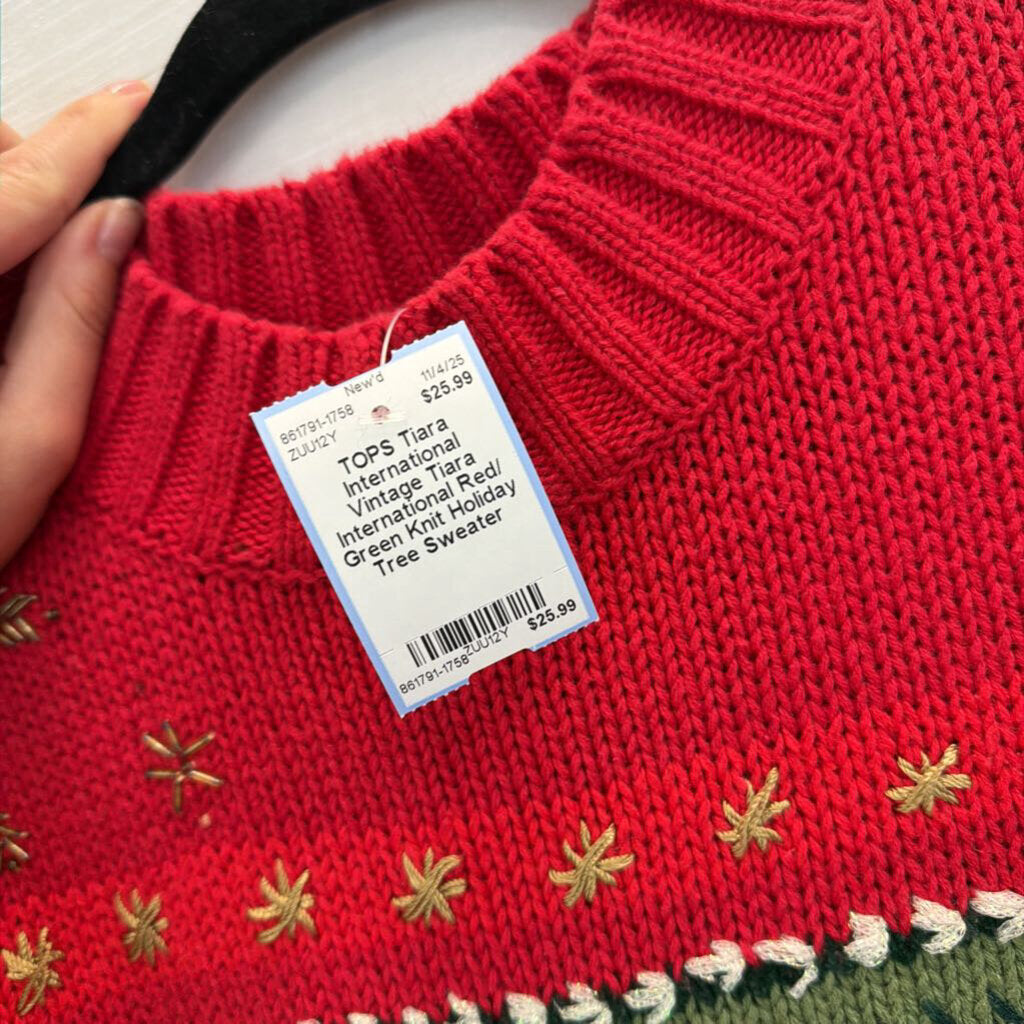 New'd
11/4/25
861791-1758
$25.99
ZUU12Y
TOPS Tiara
International
Vintage Tiara
International Red/
Green Knit Holiday
Tree Sweater
861791-1758
ZUU12Y
$25.99